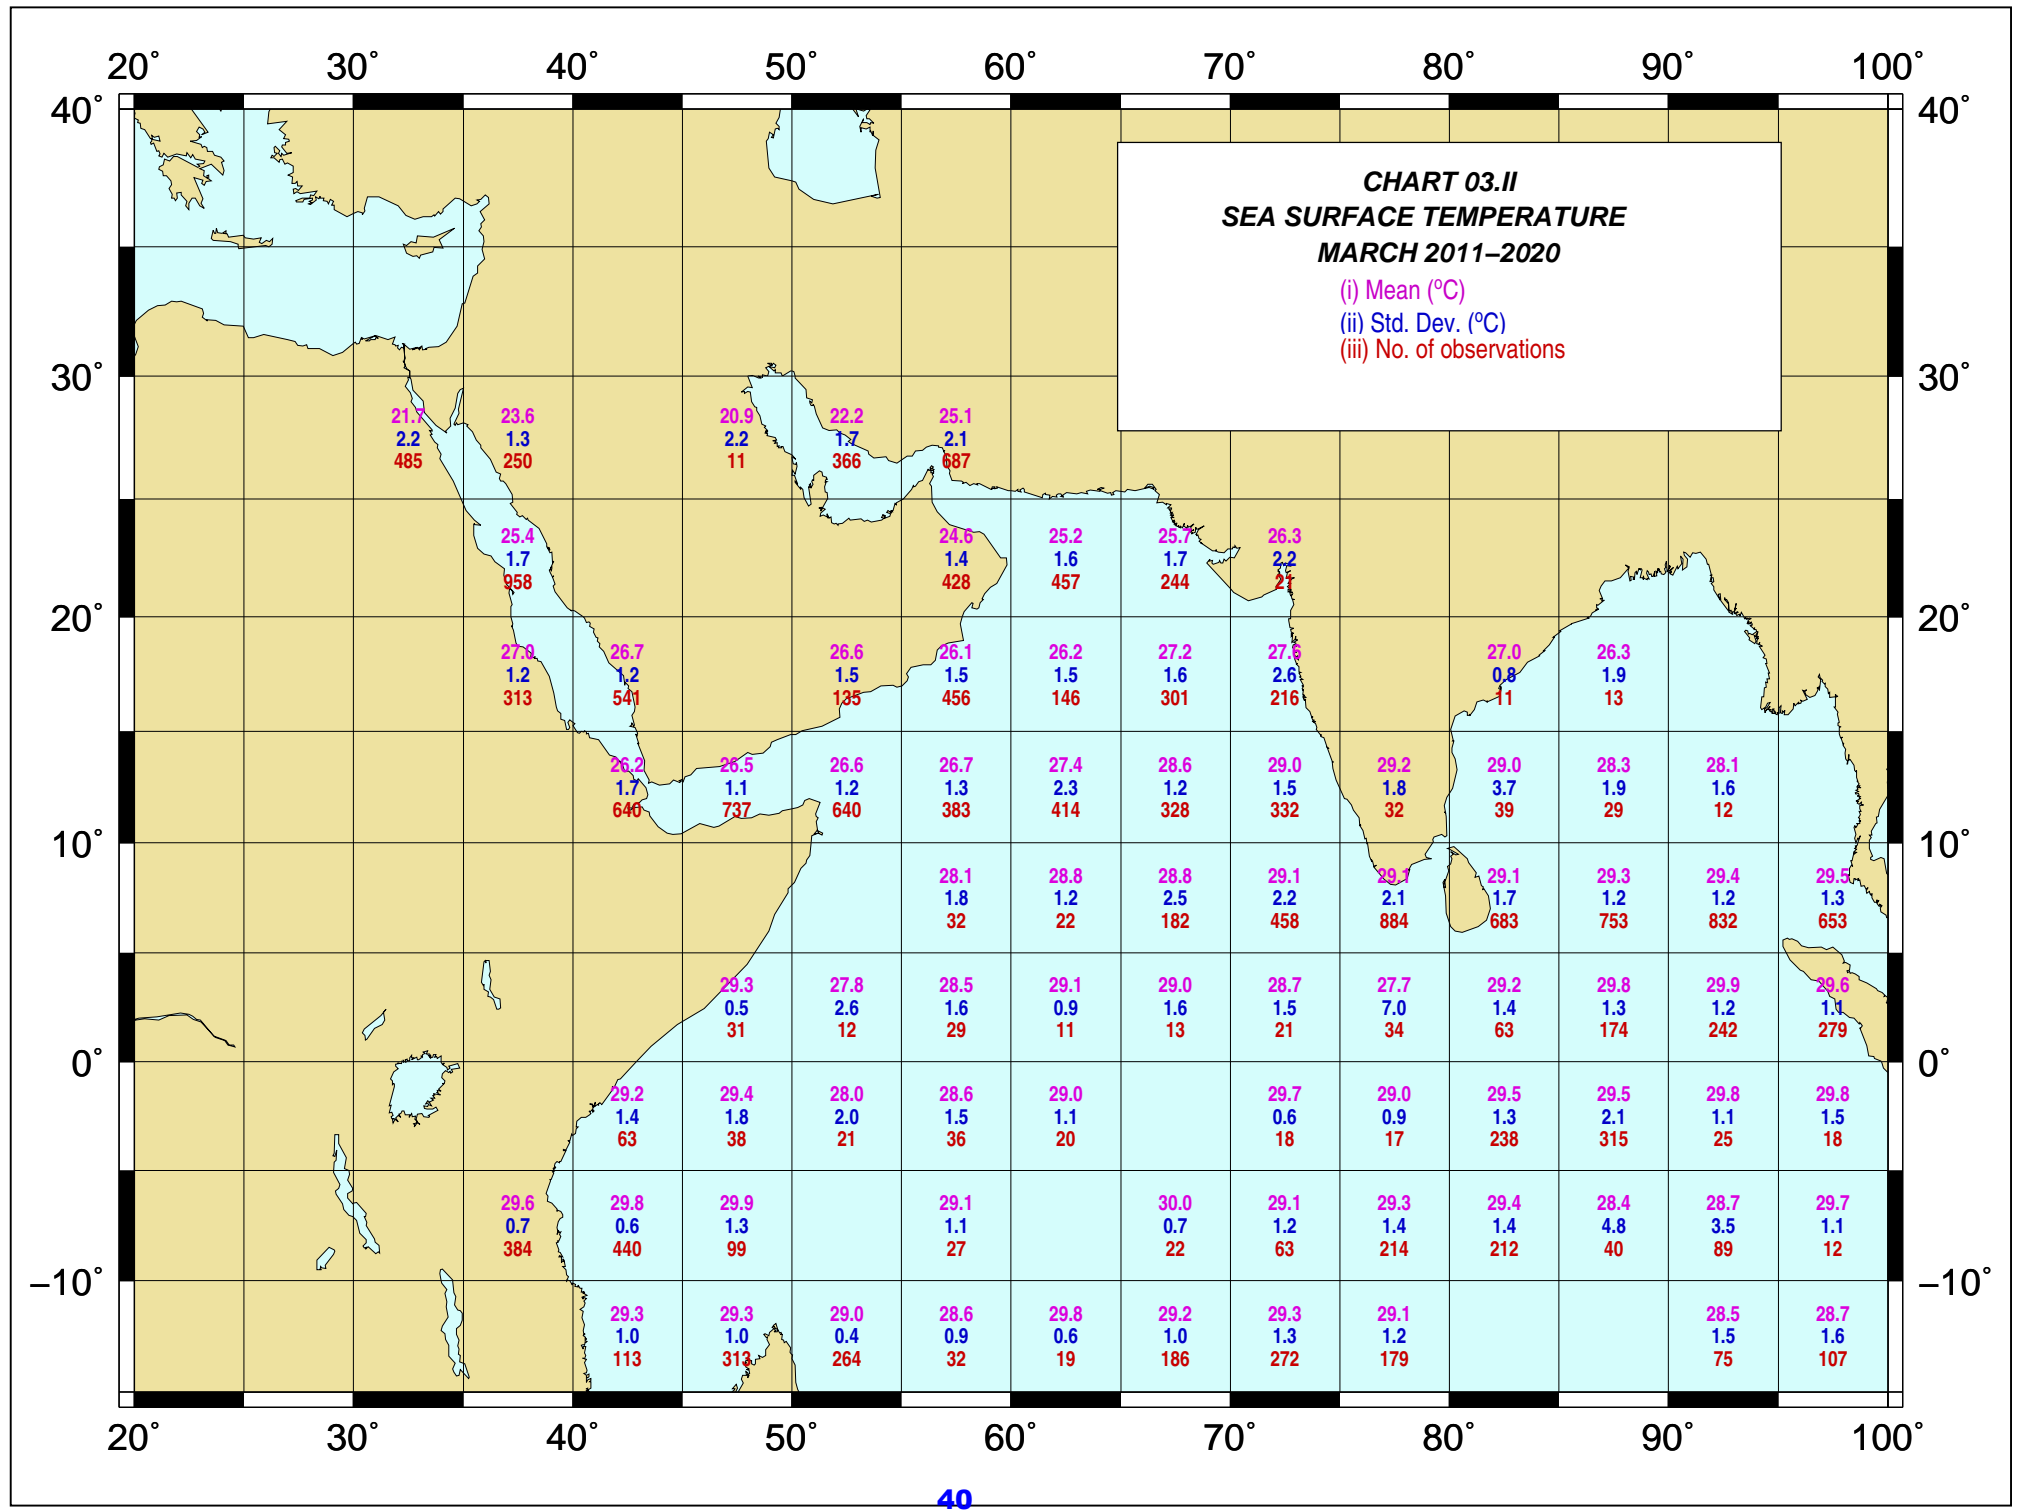 20° 30° 40° 50° 60° 70° 80° 90° 100°
40° 40°
CHART 03.II
SEA SURFACE TEMPERATURE
MARCH 2011–2020
(i) Mean (°C)
(ii) Std. Dev. (°C)
(iii) No. of observations
30° 30°
21.7 23.6 20.9 22.2 25.1
2.2 1.3 2.2 1.7 2.1
485 250 11 366 687
25.4 24.6 25.2 25.7 26.3
1.7 1.4 1.6 1.7 2.2
958 428 457 244 21
20° 20°
27.0 26.7 26.6 26.1 26.2 27.2 27.6 27.0 26.3
1.2 1.2 1.5 1.5 1.5 1.6 2.6 0.8 1.9
313 541 135 456 146 301 216 11 13
26.2 26.5 26.6 26.7 27.4 28.6 29.0 29.2 29.0 28.3 28.1
1.7 1.1 1.2 1.3 2.3 1.2 1.5 1.8 3.7 1.9 1.6
640 737 640 383 414 328 332 32 39 29 12
10° 10°
28.1 28.8 28.8 29.1 29.1 29.1 29.3 29.4 29.5
1.8 1.2 2.5 2.2 2.1 1.7 1.2 1.2 1.3
32 22 182 458 884 683 753 832 653
29.3 27.8 28.5 29.1 29.0 28.7 27.7 29.2 29.8 29.9 29.6
0.5 2.6 1.6 0.9 1.6 1.5 7.0 1.4 1.3 1.2 1.1
31 12 29 11 13 21 34 63 174 242 279
0° 0°
29.2 29.4 28.0 28.6 29.0 29.7 29.0 29.5 29.5 29.8 29.8
1.4 1.8 2.0 1.5 1.1 0.6 0.9 1.3 2.1 1.1 1.5
63 38 21 36 20 18 17 238 315 25 18
29.6 29.8 29.9 29.1 30.0 29.1 29.3 29.4 28.4 28.7 29.7
0.7 0.6 1.3 1.1 0.7 1.2 1.4 1.4 4.8 3.5 1.1
384 440 99 27 22 63 214 212 40 89 12
–10° –10°
29.3 29.3 29.0 28.6 29.8 29.2 29.3 29.1 28.5 28.7
1.0 1.0 0.4 0.9 0.6 1.0 1.3 1.2 1.5 1.6
113 313 264 32 19 186 272 179 75 107
20° 30° 40° 50° 60° 70° 80° 90° 100°
40